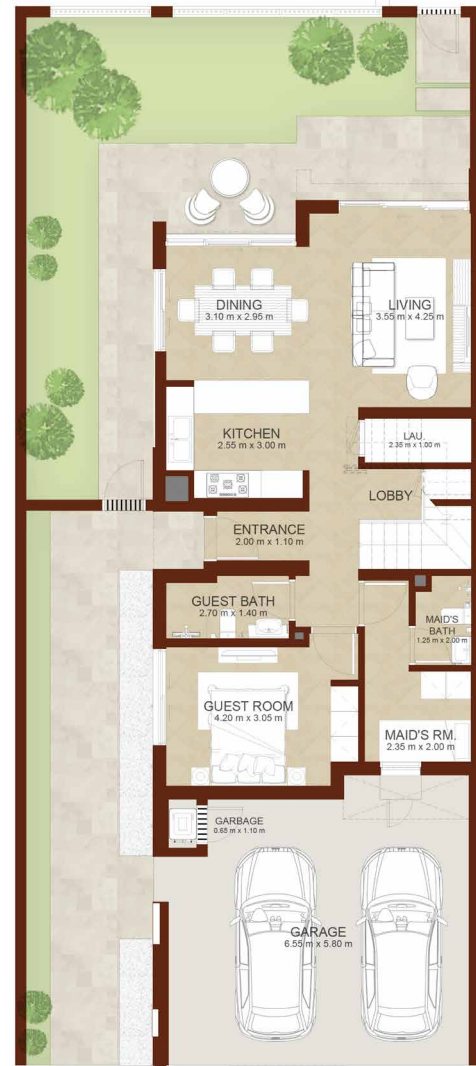 DINING
3.10 m x 2.95 m
LIVING
3.55 m x 4.25 m
KITCHEN
2.55 m x 3.00 m
LAU.
2.35 m x 1.00 m
LOBBY
ENTRANCE
2.00 m x 1.10 m
GUEST BATH
2.70 m x 1.40 m
MAID'S
BATH
1.25 m x 2.00 m
GUEST ROOM
4.20 m x 3.05 m
MAID'S RM.
2.35 m x 2.00 m
GARBAGE
0.65 m x 1.10 m
GARAGE
6.55 m x 5.80 m